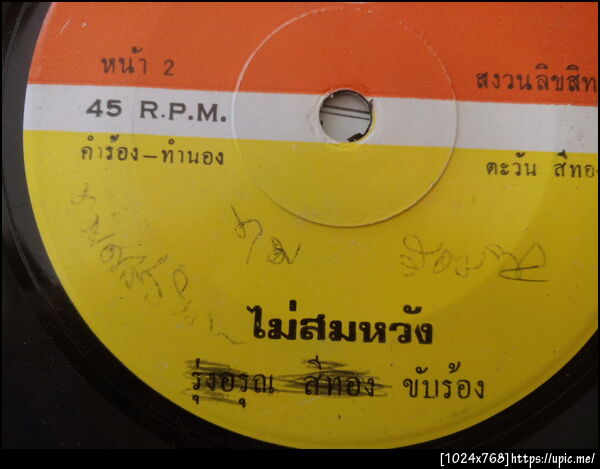 หน้า 2
สงวนลิขสิท
45 R.P.M.
คำร้อง-ทำนอง
ตะวัน สีทอง
ไม่สมหวัง
รุ่งอรุณ สีทอง ขับร้อง
[1024x768]https://upic.me/